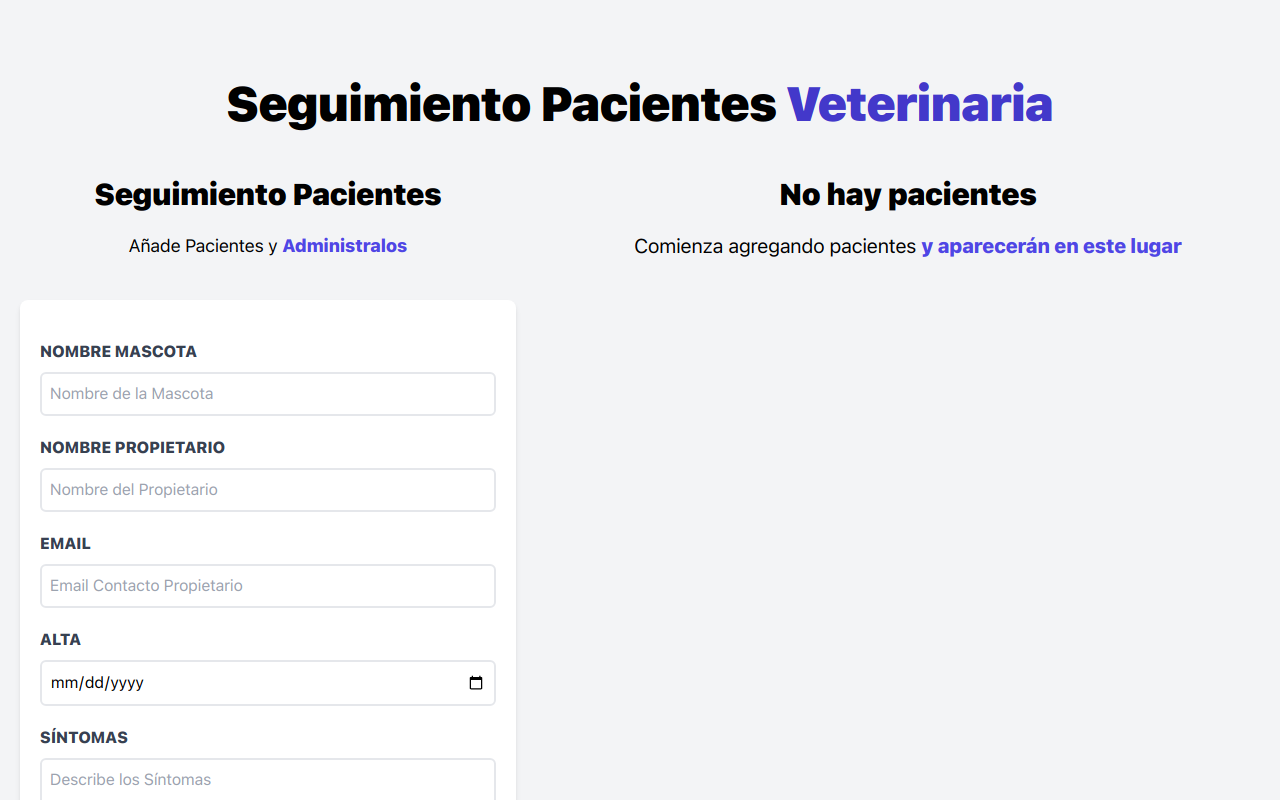 Seguimiento Pacientes Veterinaria
Seguimiento Pacientes
Añade Pacientes y Administralos
NOMBRE MASCOTA
Nombre de la Mascota
NOMBRE PROPIETARIO
Nombre del Propietario
EMAIL
Email Contacto Propietario
ALTA
mm/dd/yyyy
SÍNTOMAS
Describe los Síntomas
No hay pacientes
Comienza agregando pacientes y aparecerán en este lugar